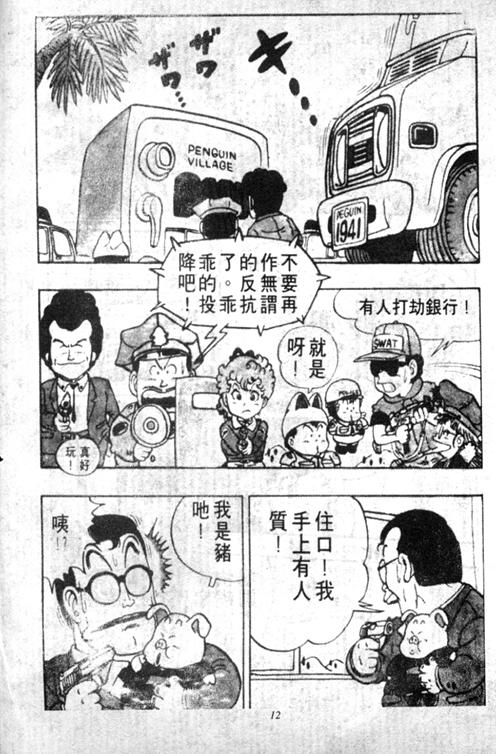 ザワ
ザワ…
PENGUIN
VILLAGE
PEGUIN
1941
不要再
作無謂
的反抗
了。乖
乖的投
降吧！
有人打劫銀行！
就是
呀！
SWAT
真好
玩！
住口！我
手上有人
質！
我是豬
吔！
咦!?
12